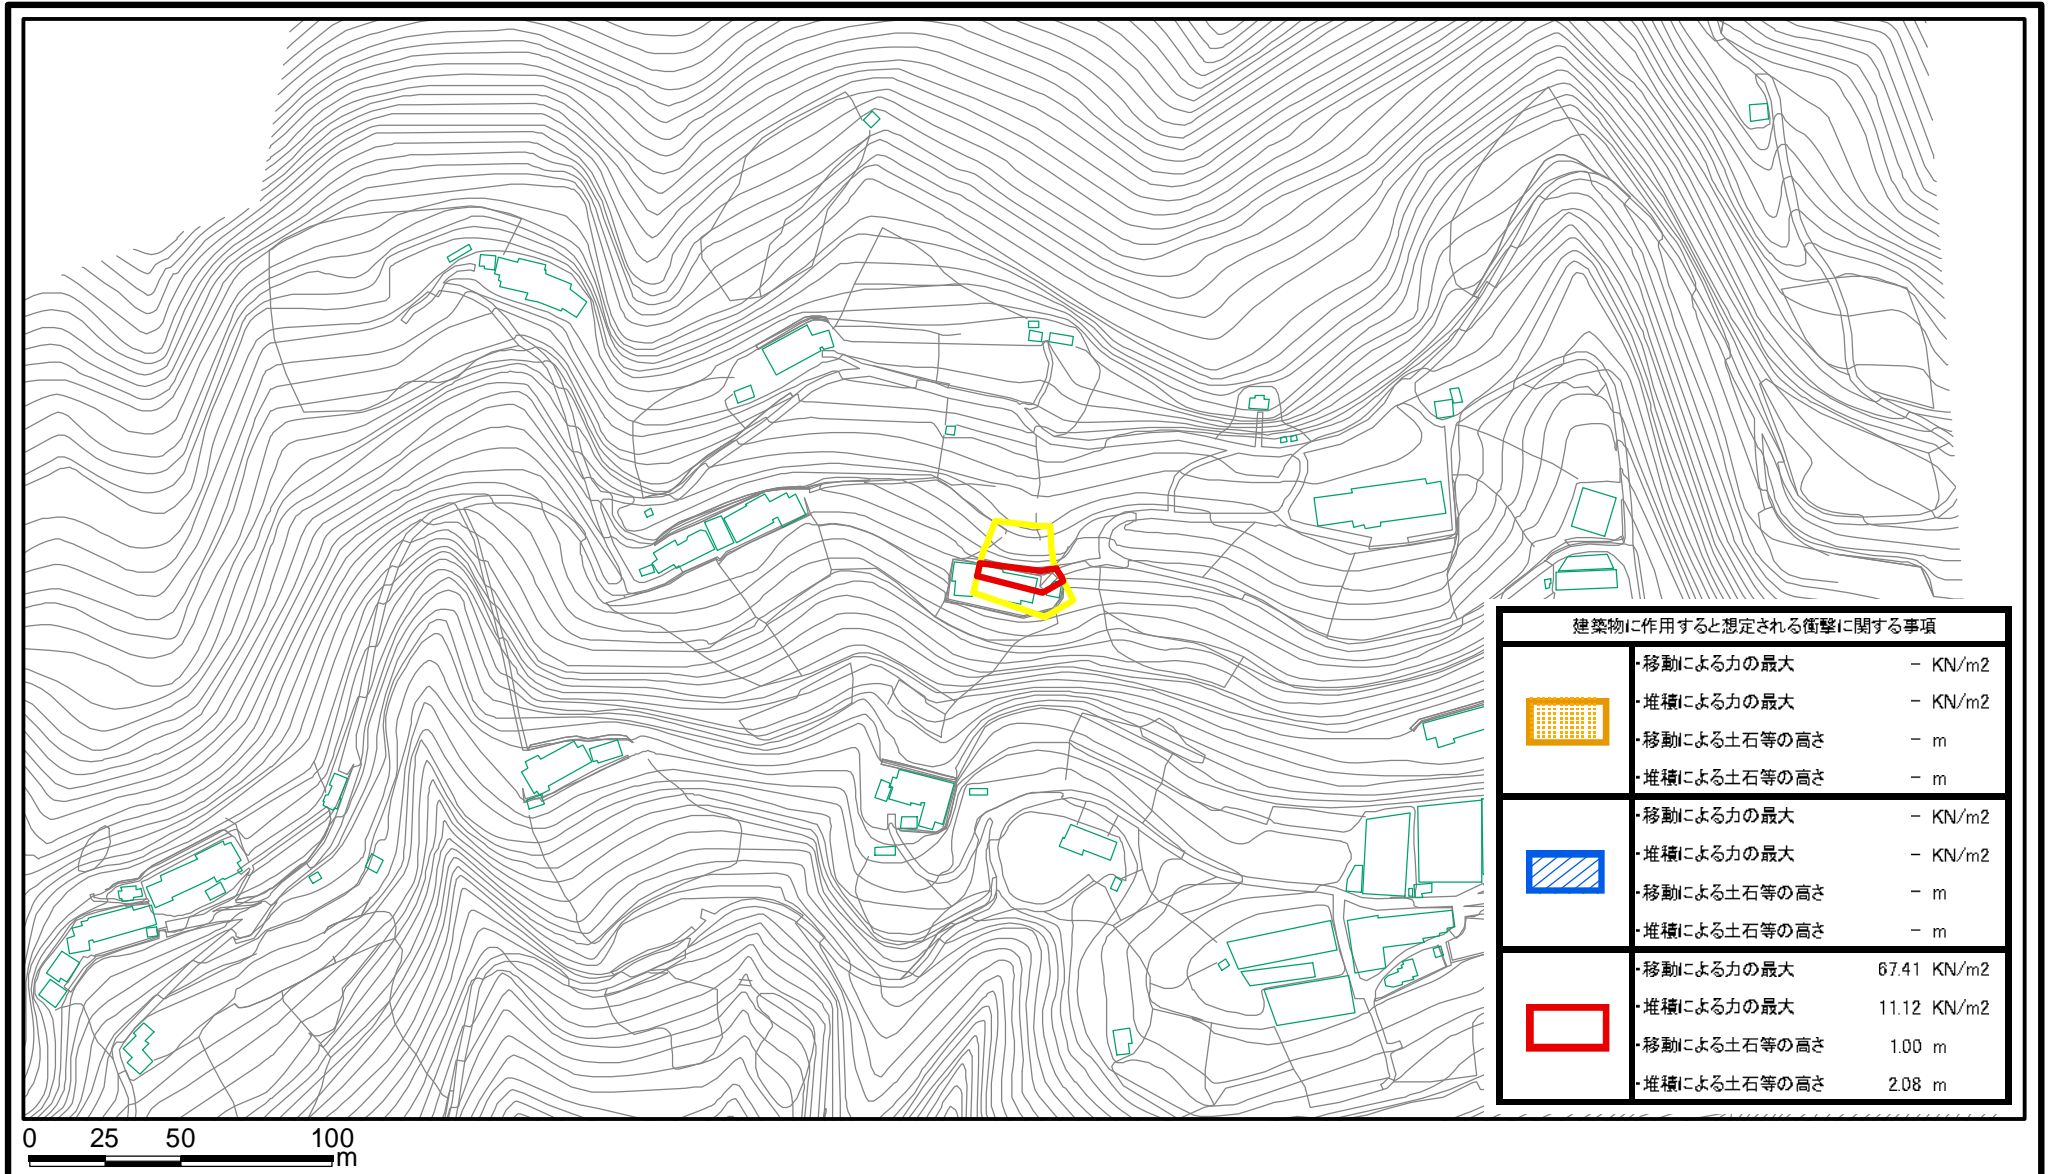 建築物に作用すると想定される衝撃に関する事項
・移動による力の最大 － KN/m2
・堆積による力の最大 － KN/m2
・移動による土石等の高さ － m
・堆積による土石等の高さ － m
・移動による力の最大 － KN/m2
・堆積による力の最大 － KN/m2
・移動による土石等の高さ － m
・堆積による土石等の高さ － m
・移動による力の最大 67.41 KN/m2
・堆積による力の最大 11.12 KN/m2
・移動による土石等の高さ 1.00 m
・堆積による土石等の高さ 2.08 m
0 25 50 100
m